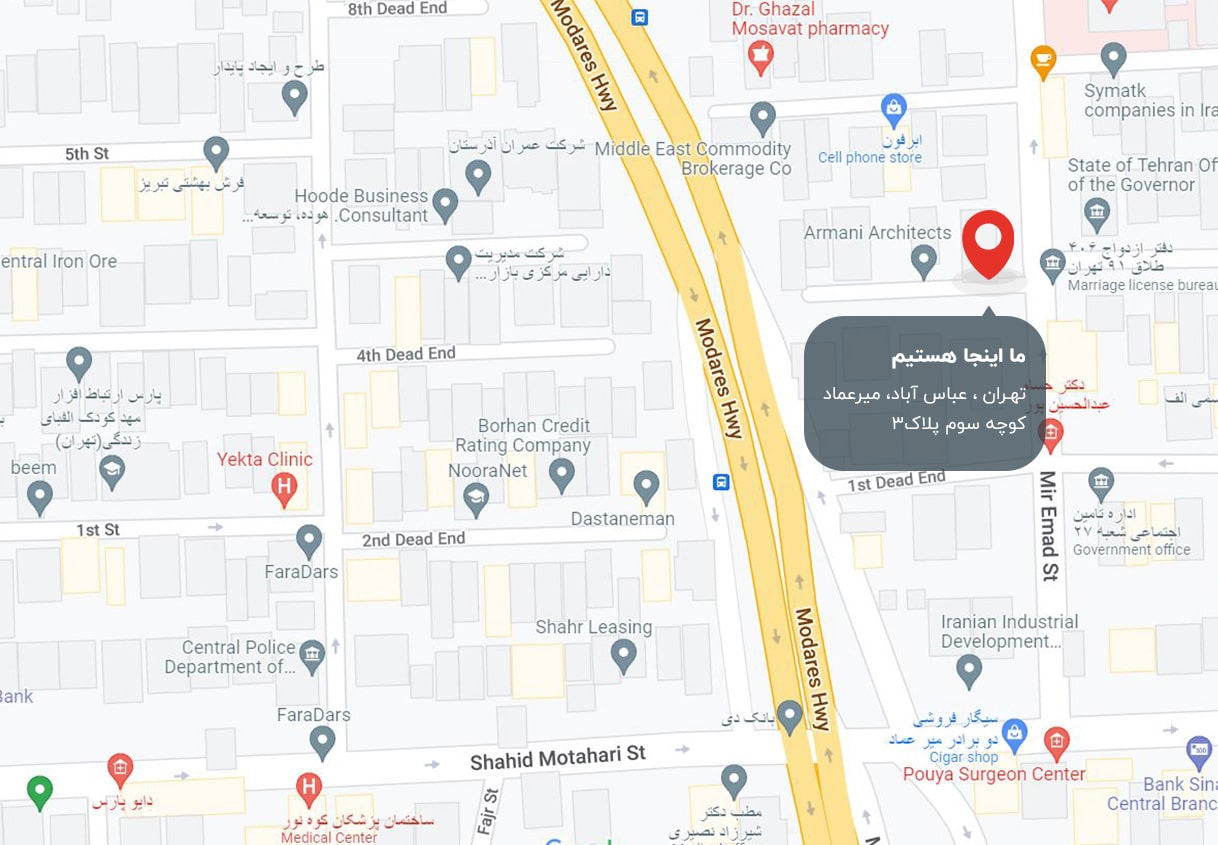 8th Dead End
Modares Hwy
Dr. Ghazal
Mosavat pharmacy
طرح و ایجاد پایدار
Symatk
companies in Ira
5th St
فرش بهشتی تبریز
شرکت عمران آذرستان
Middle East Commodity
Brokerage Co
ابرفون
Cell phone store
State of Tehran Of
of the Governor
Hoode Business
Consultant. هوده، توسعه...
Armani Architects
entral Iron Ore
شرکت مدیریت
دارایی مرکزی بازار...
دفتر ازدواج ۴۰۴
طلاق ۹۱ تهران
Marriage license bureau
4th Dead End
Modares Hwy
ما اینجا هستیم
تهران ، عباس آباد، میرعماد
کوچه سوم پلاک۳
دکتر حسام
عبدالحسین پور
سمی الف
پارس ارتباط افزار
مهد کودک الفبای
زندگی(تهران)
beem
Yekta Clinic
Borhan Credit
Rating Company
NooraNet
1st Dead End
Mir Emad St
Dastaneman
1st St
2nd Dead End
اداره تامین
اجتماعی شعبه ۲۷
Government office
FaraDars
Shahr Leasing
Modares Hwy
Iranian Industrial
Development...
Central Police
Department of...
Bank
FaraDars
بانک دی
سیگار فروشی
دو برادر میر عماد
Cigar shop
Shahid Motahari St
Pouya Surgeon Center
Bank Sina
Central Branc
دایو پارس
ساختمان پزشکان کوه نور
Medical Center
Fajr St
مطب دکتر
شیرزاد نصیری